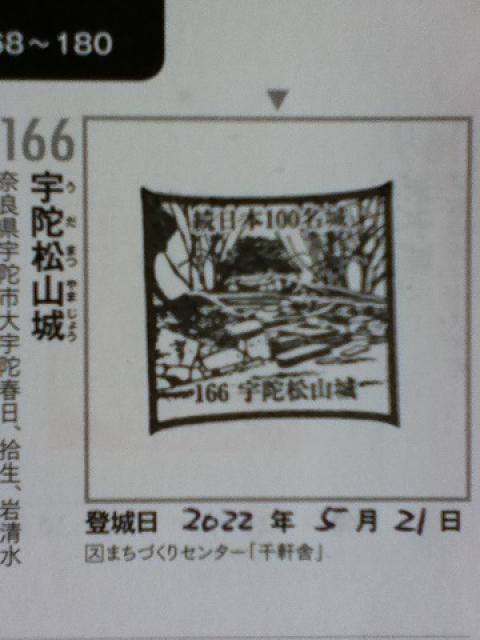 68～180
166
宇陀松山城
うだまつやまじょう
奈良県宇陀市大宇陀春日、拾生、岩清水
続日本100名城
166 宇陀松山城
登城日 2022 年 5 月 21 日
スまちづくりセンター「千軒舎」